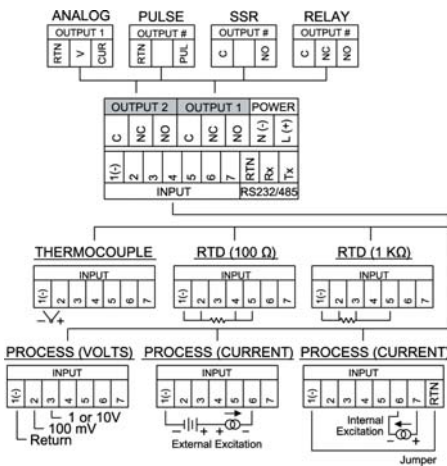 ANALOG PULSE SSR RELAY
OUTPUT 1 OUTPUT # OUTPUT # OUTPUT #
RTN V CUR RTN PUL C NO C NC NO
OUTPUT 2 OUTPUT 1 POWER
C NC NO C NC NO N (-) L (+)
1(-) 2 3 4 5 6 7 RTN Rx Tx
INPUT RS232/485
THERMOCOUPLE RTD (100 Ω) RTD (1 KΩ)
INPUT INPUT INPUT
1(-) 2 3 4 5 6 7 1(-) 2 3 4 5 6 7 1(-) 2 3 4 5 6 7
- +
PROCESS (VOLTS) PROCESS (CURRENT) PROCESS (CURRENT)
INPUT INPUT INPUT
1(-) 2 3 4 5 6 7 1(-) 2 3 4 5 6 7 1(-) 2 3 4 5 6 7 RTN
1 or 10V
100 mV
Return
- + + -
External Excitation
Internal
Excitation
- +
Jumper